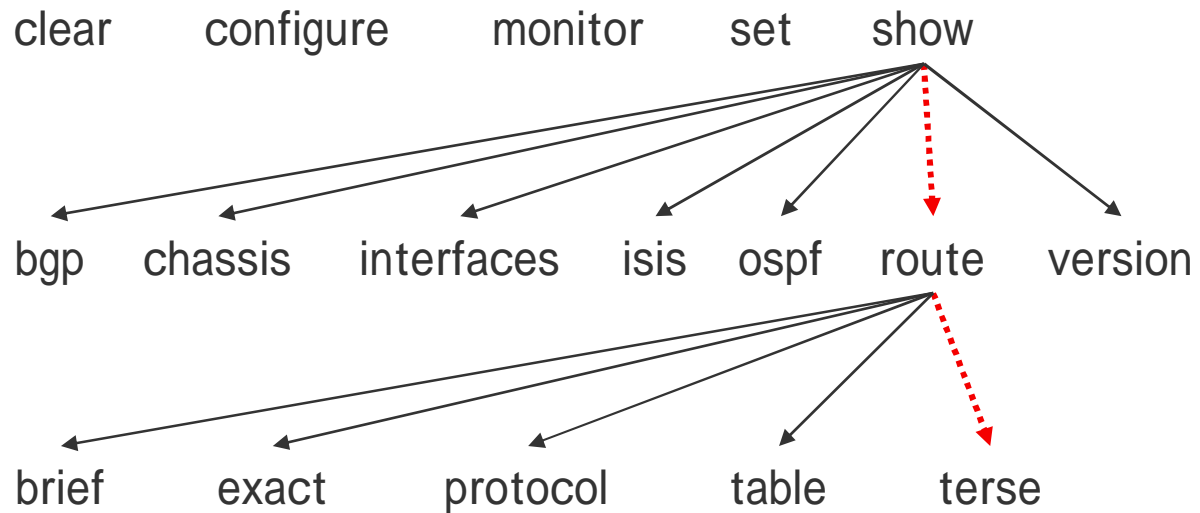 clear configure monitor set show
bgp chassis interfaces isis ospf route version
brief exact protocol table terse